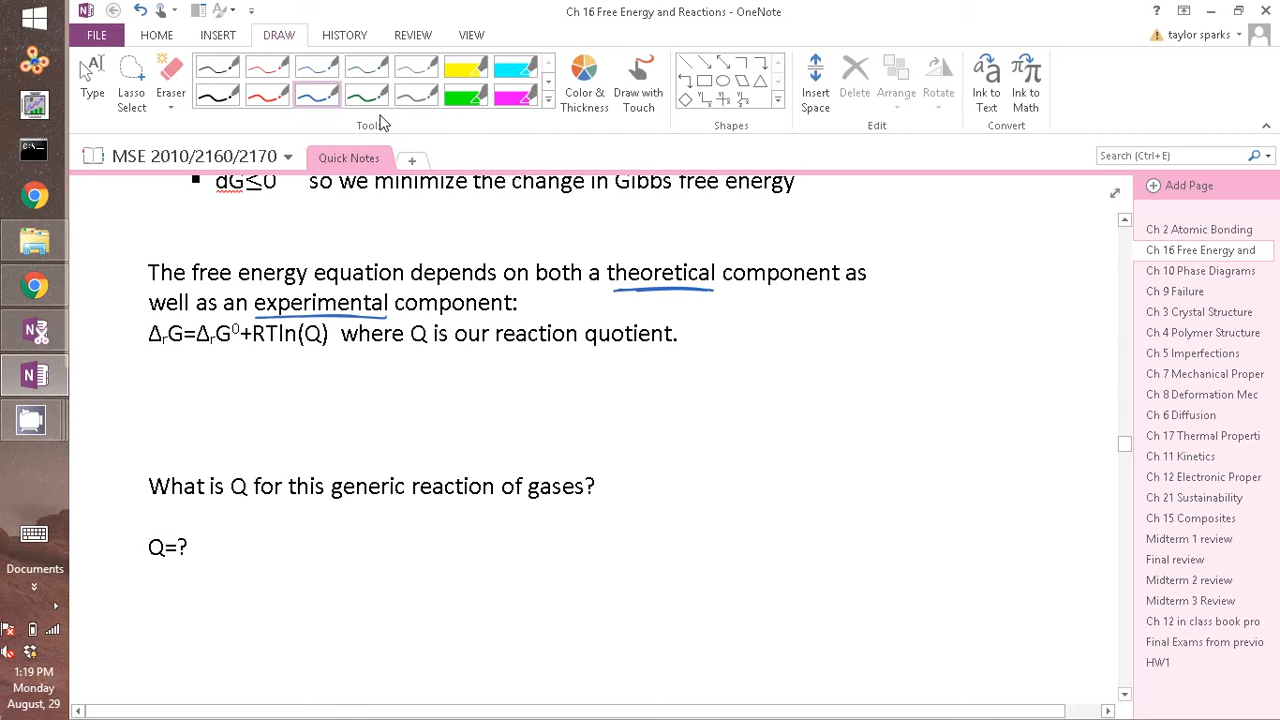 Ch 16 Free Energy and Reactions - OneNote
FILE HOME INSERT DRAW HISTORY REVIEW VIEW
taylor sparks
Type
Lasso Select
Eraser
Color & Thickness
Draw with Touch
Insert Space
Delete
Arrange
Rotate
Ink to Text
Ink to Math
Tools
Shapes
Edit
Convert
MSE 2010/2160/2170
Quick Notes
Search (Ctrl+E)
▪ dG≤0 so we minimize the change in Gibbs free energy
The free energy equation depends on both a theoretical component as
well as an experimental component:
ΔᵣG=ΔᵣG⁰+RTln(Q) where Q is our reaction quotient.
What is Q for this generic reaction of gases?
Q=?
Add Page
Ch 2 Atomic Bonding
Ch 16 Free Energy and
Ch 10 Phase Diagrams
Ch 9 Failure
Ch 3 Crystal Structure
Ch 4 Polymer Structure
Ch 5 Imperfections
Ch 7 Mechanical Proper
Ch 8 Deformation Mec
Ch 6 Diffusion
Ch 17 Thermal Properti
Ch 11 Kinetics
Ch 12 Electronic Proper
Ch 21 Sustainability
Ch 15 Composites
Midterm 1 review
Final review
Midterm 2 review
Midterm 3 Review
Ch 12 in class book pro
Final Exams from previo
HW1
Documents
1:19 PM
Monday
August, 29